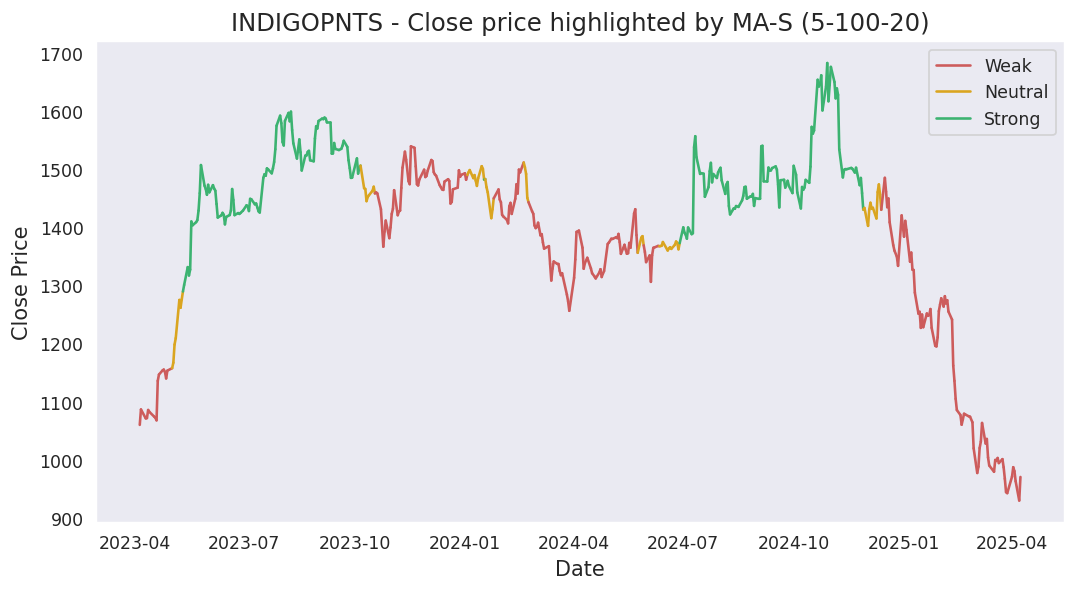 INDIGOPNTS - Close price highlighted by MA-S (5-100-20)
Weak
Neutral
Strong
Close Price
1700
1600
1500
1400
1300
1200
1100
1000
900
2023-04 2023-07 2023-10 2024-01 2024-04 2024-07 2024-10 2025-01 2025-04
Date